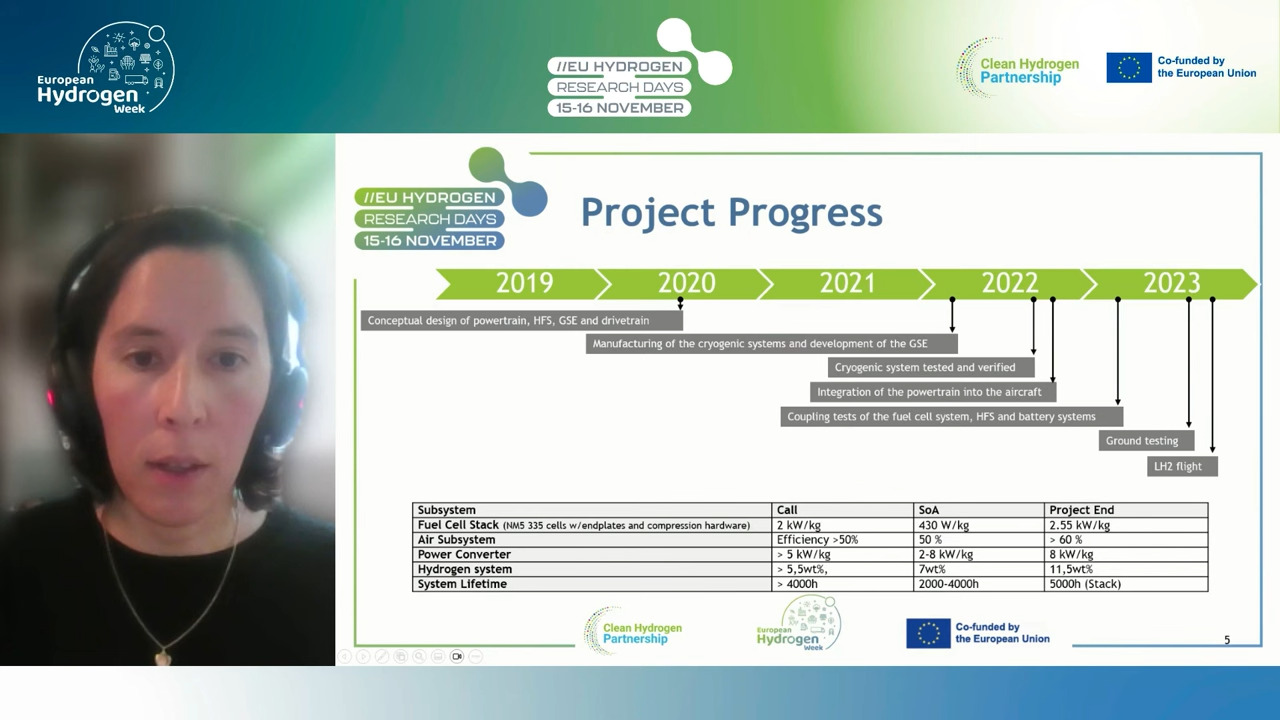 European
Hydrogen
Week
//EU HYDROGEN
RESEARCH DAYS
15-16 NOVEMBER
Clean Hydrogen
Partnership
Co-funded by
the European Union
//EU HYDROGEN
RESEARCH DAYS
15-16 NOVEMBER
Project Progress
2019 2020 2021 2022 2023
Conceptual design of powertrain, HFS, GSE and drivetrain
Manufacturing of the cryogenic systems and development of the GSE
Cryogenic system tested and verified
Integration of the powertrain into the aircraft
Coupling tests of the fuel cell system, HFS and battery systems
Ground testing
LH2 flight
Subsystem Call SoA Project End
Fuel Cell Stack (NM5 335 cells w/endplates and compression hardware) 2 kW/kg 430 W/kg 2.55 kW/kg
Air Subsystem Efficiency >50% 50 % > 60 %
Power Converter > 5 kW/kg 2-8 kW/kg 8 kW/kg
Hydrogen system > 5,5wt%, 7wt% 11,5wt%
System Lifetime > 4000h 2000-4000h 5000h (Stack)
Clean Hydrogen
Partnership
European
Hydrogen
Week
Co-funded by
the European Union
5